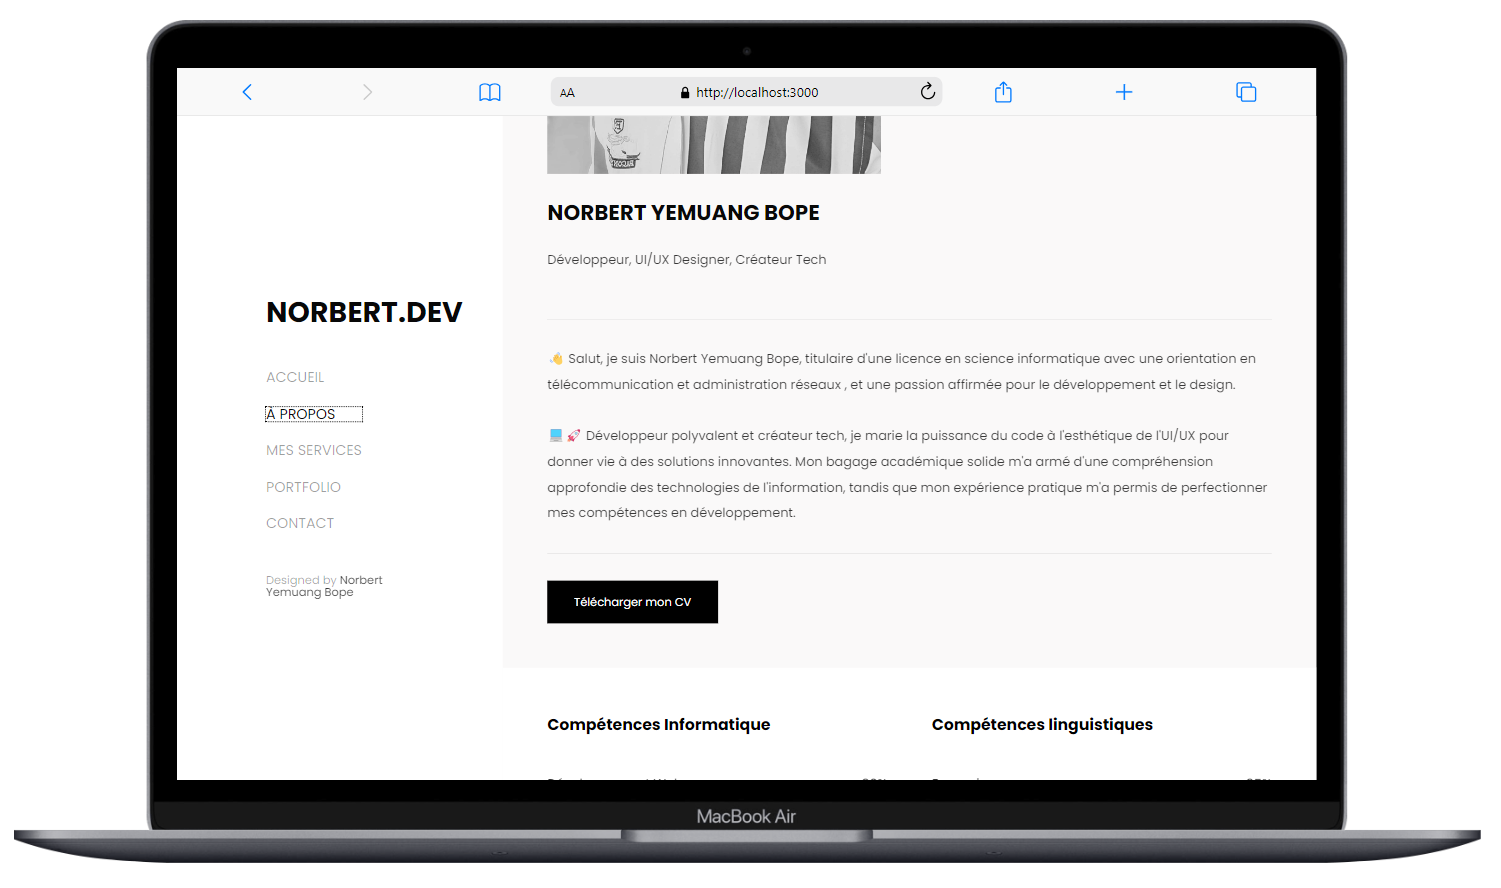 AA
http://localhost:3000
NORBERT.DEV
ACCUEIL
À PROPOS
MES SERVICES
PORTFOLIO
CONTACT
Designed by Norbert
Yemuang Bope
NORBERT YEMUANG BOPE
Développeur, UI/UX Designer, Créateur Tech
👋 Salut, je suis Norbert Yemuang Bope, titulaire d'une licence en science informatique avec une orientation en
télécommunication et administration réseaux , et une passion affirmée pour le développement et le design.
💻 🚀 Développeur polyvalent et créateur tech, je marie la puissance du code à l'esthétique de l'UI/UX pour
donner vie à des solutions innovantes. Mon bagage académique solide m'a armé d'une compréhension
approfondie des technologies de l'information, tandis que mon expérience pratique m'a permis de perfectionner
mes compétences en développement.
Télécharger mon CV
Compétences Informatique
Compétences linguistiques
MacBook Air